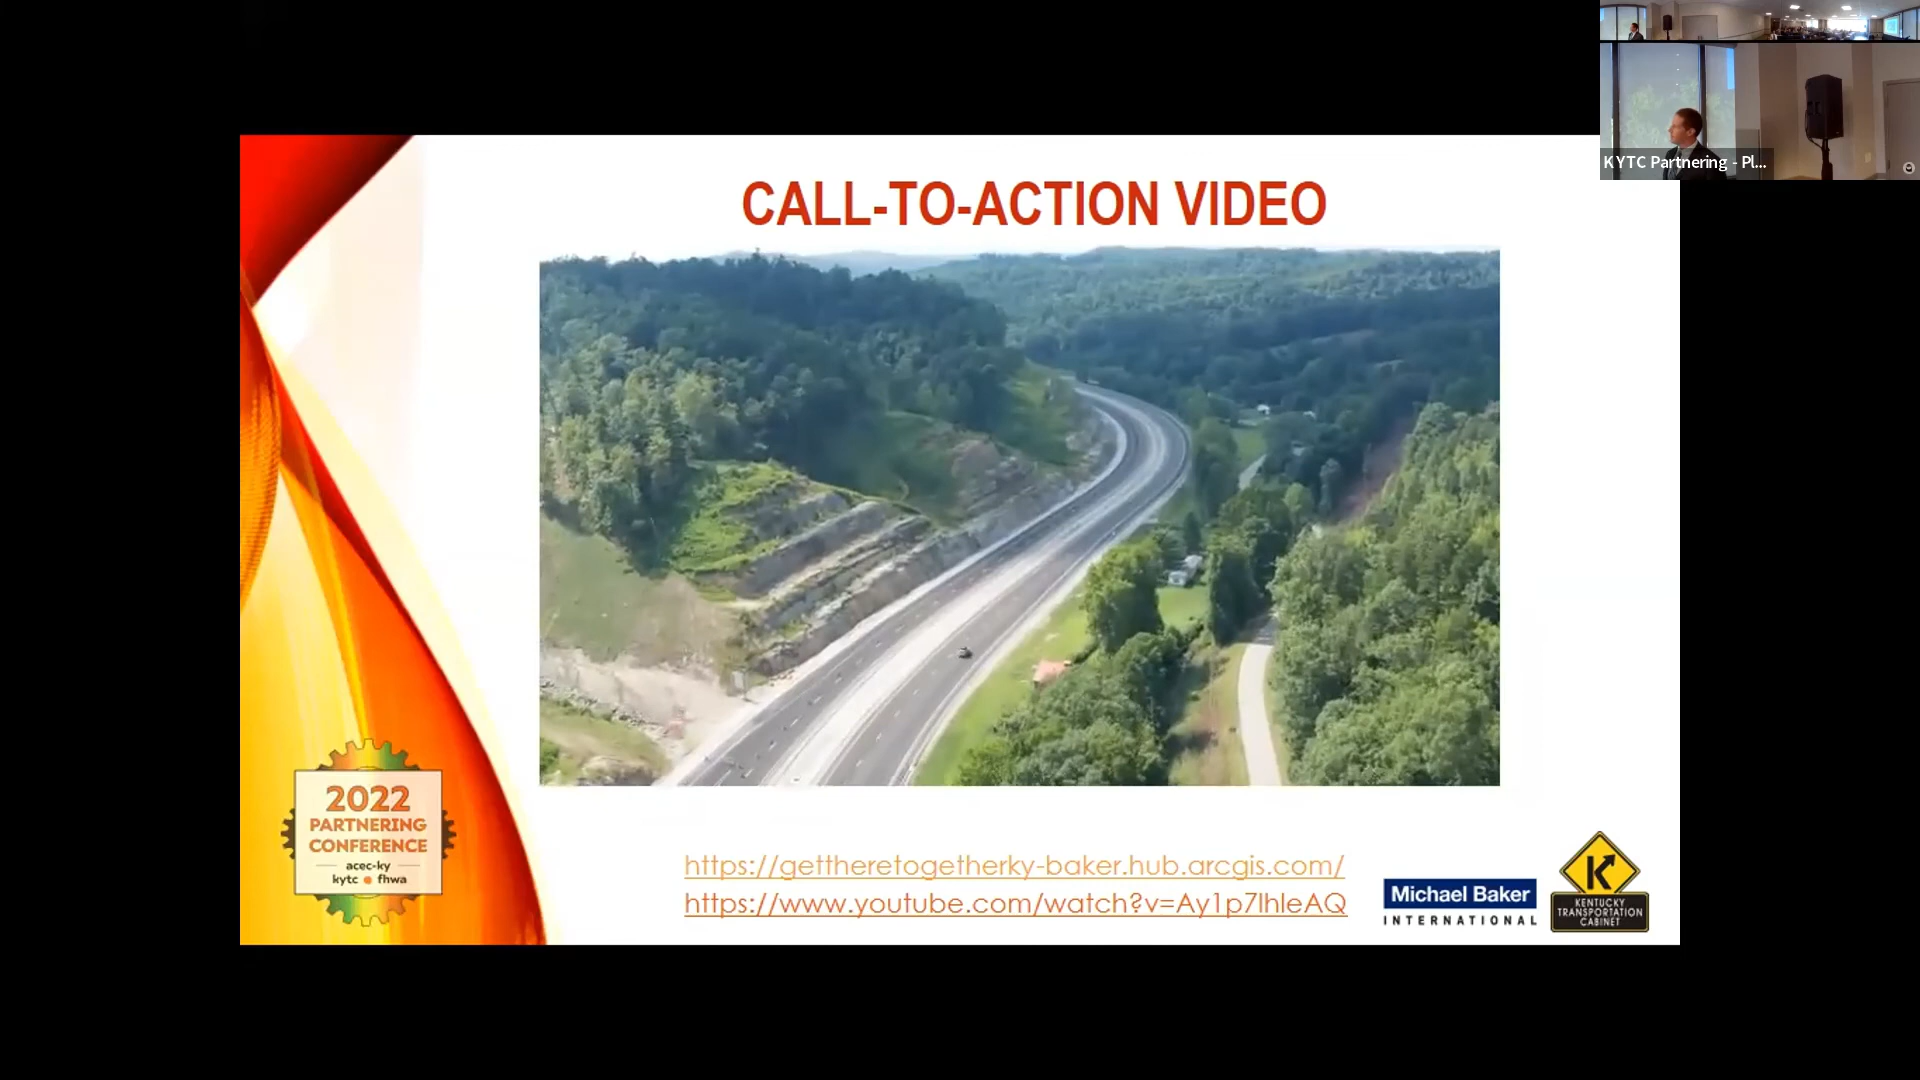 KYTC Partnering - Pl...
CALL-TO-ACTION VIDEO
2022
PARTNERING
CONFERENCE
acec-ky
kytc fhwa
https://gettheretogetherky-baker.hub.arcgis.com/
https://www.youtube.com/watch?v=Ay1p7lhleAQ
Michael Baker
INTERNATIONAL
K
KENTUCKY
TRANSPORTATION
CABINET